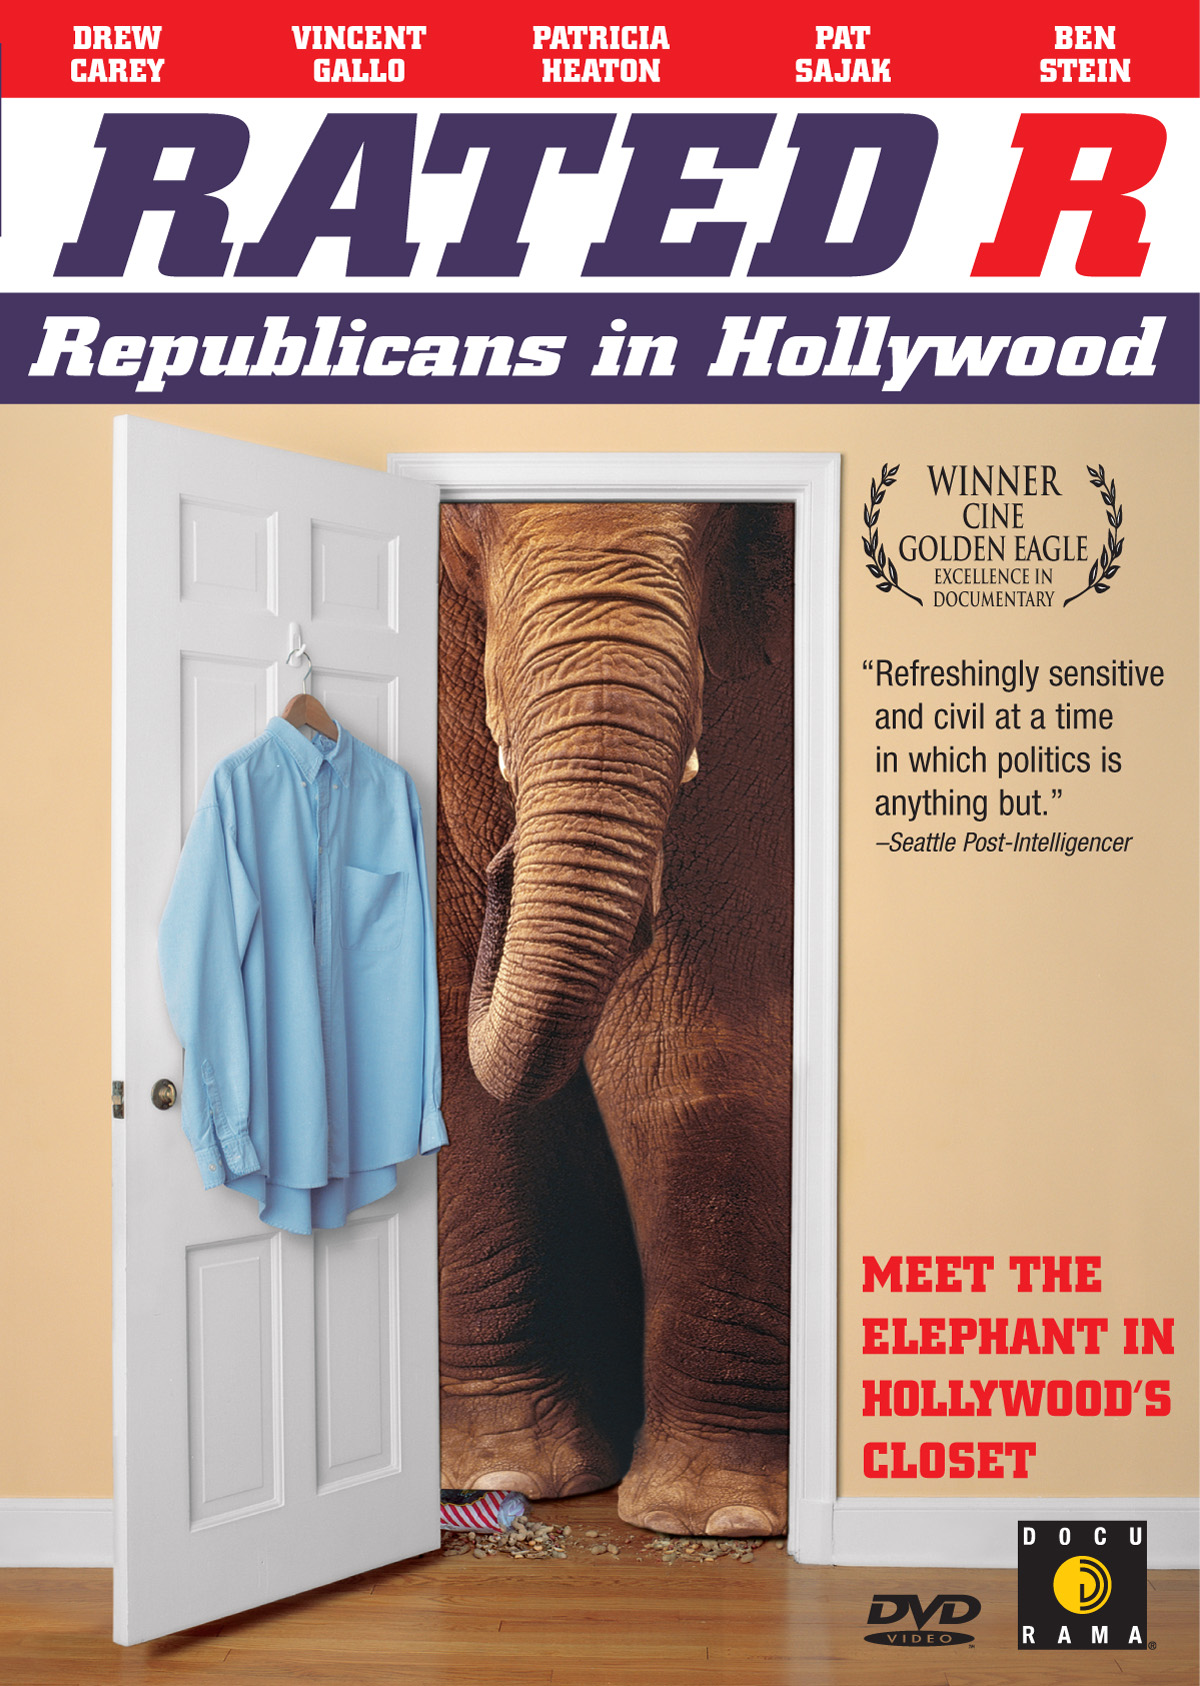 DREW VINCENT PATRICIA PAT BEN
CAREY GALLO HEATON SAJAK STEIN
RATED R
Republicans in Hollywood
WINNER
CINE
GOLDEN EAGLE
EXCELLENCE IN
DOCUMENTARY
“Refreshingly sensitive
and civil at a time
in which politics is
anything but.”
–Seattle Post-Intelligencer
MEET THE
ELEPHANT IN
HOLLYWOOD’S
CLOSET
DVD
VIDEO
DOCU
RAMA®